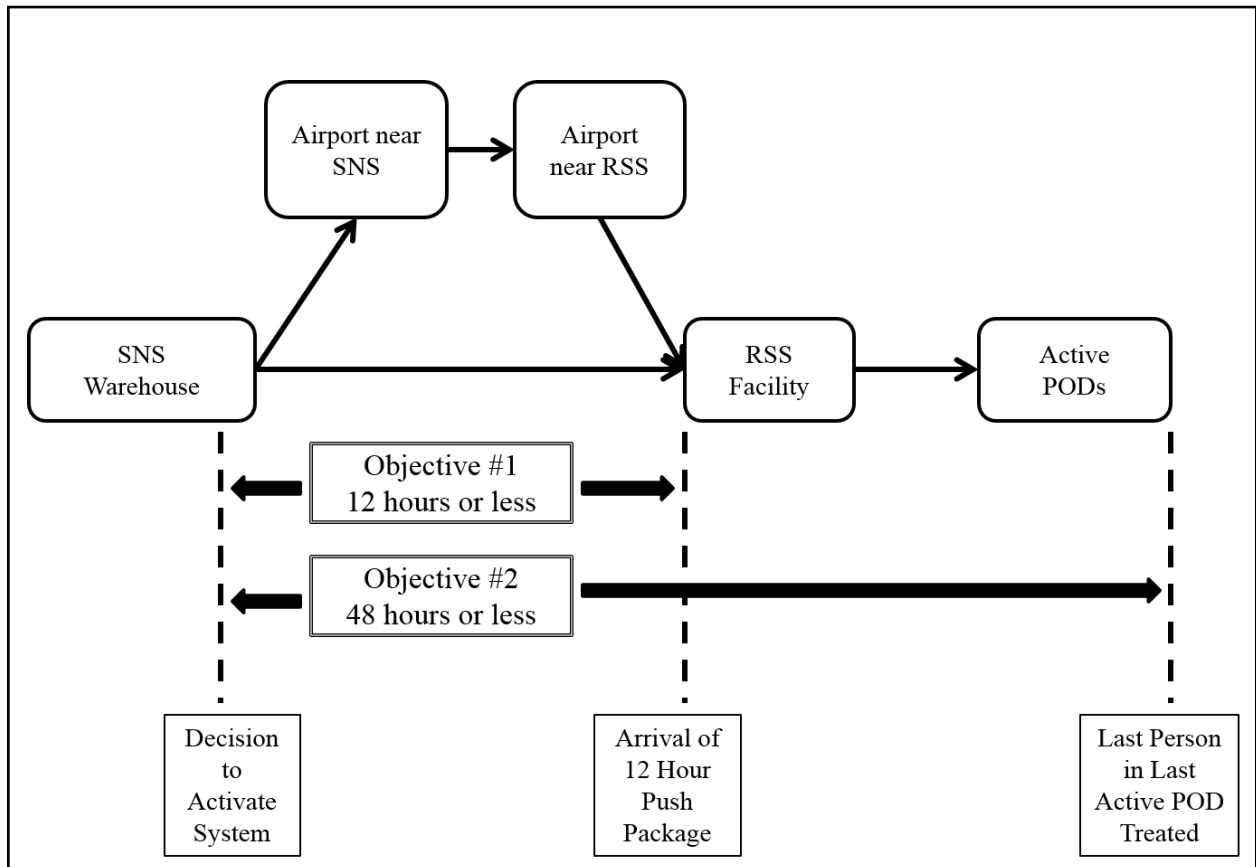 Airport near
SNS
Airport
near RSS
SNS
Warehouse
RSS
Facility
Active
PODs
Objective #1
12 hours or less
Objective #2
48 hours or less
Decision
to
Activate
System
Arrival of
12 Hour
Push
Package
Last Person
in Last
Active POD
Treated